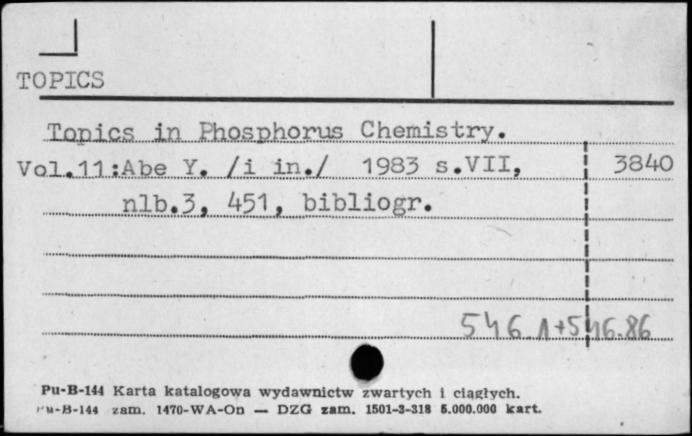 TOPICS
Topics in Phosphorus Chemistry.
Vol.11:Abe Y. /i in./ 1983 s.VII, 3840
nlb.3, 451, bibliogr.
546.1+546.86
Pu-B-144 Karta katalogowa wydawnictw zwartych i ciągłych.
Pu-B-144 zam. 1470-WA-On — DZG zam. 1501-3-318 5.000.000 kart.